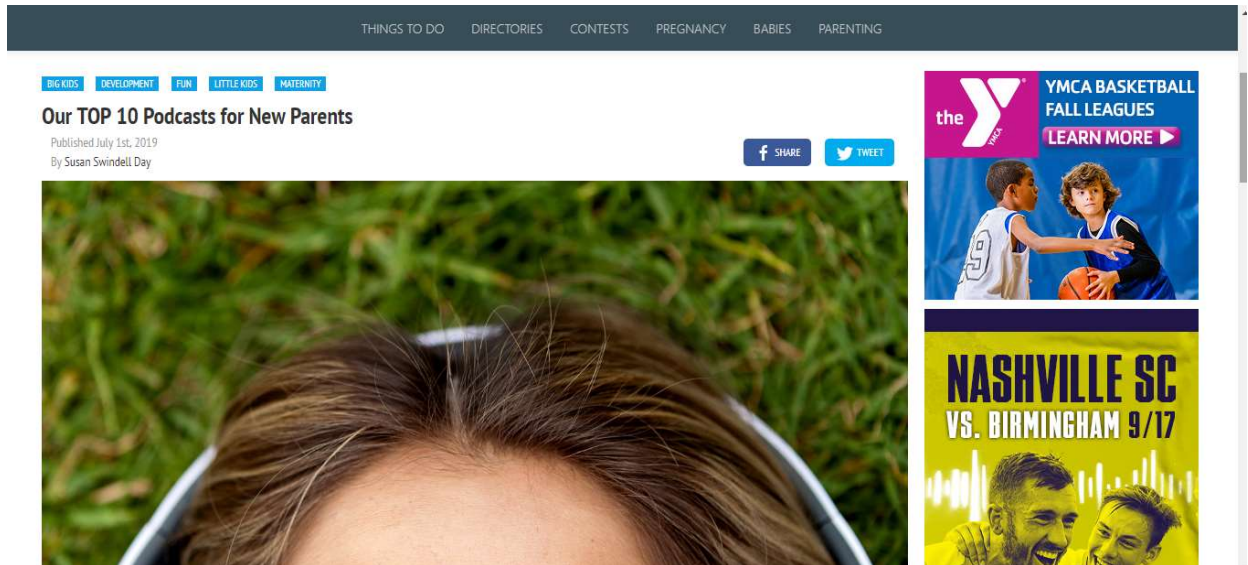 THINGS TO DO DIRECTORIES CONTESTS PREGNANCY BABIES PARENTING
BIG KIDS DEVELOPMENT FUN LITTLE KIDS MATERNITY
Our TOP 10 Podcasts for New Parents
Published July 1st, 2019
By Susan Swindell Day
SHARE TWEET
the YMCA
YMCA BASKETBALL
FALL LEAGUES
LEARN MORE
29
NASHVILLE SC
VS. BIRMINGHAM 9/17